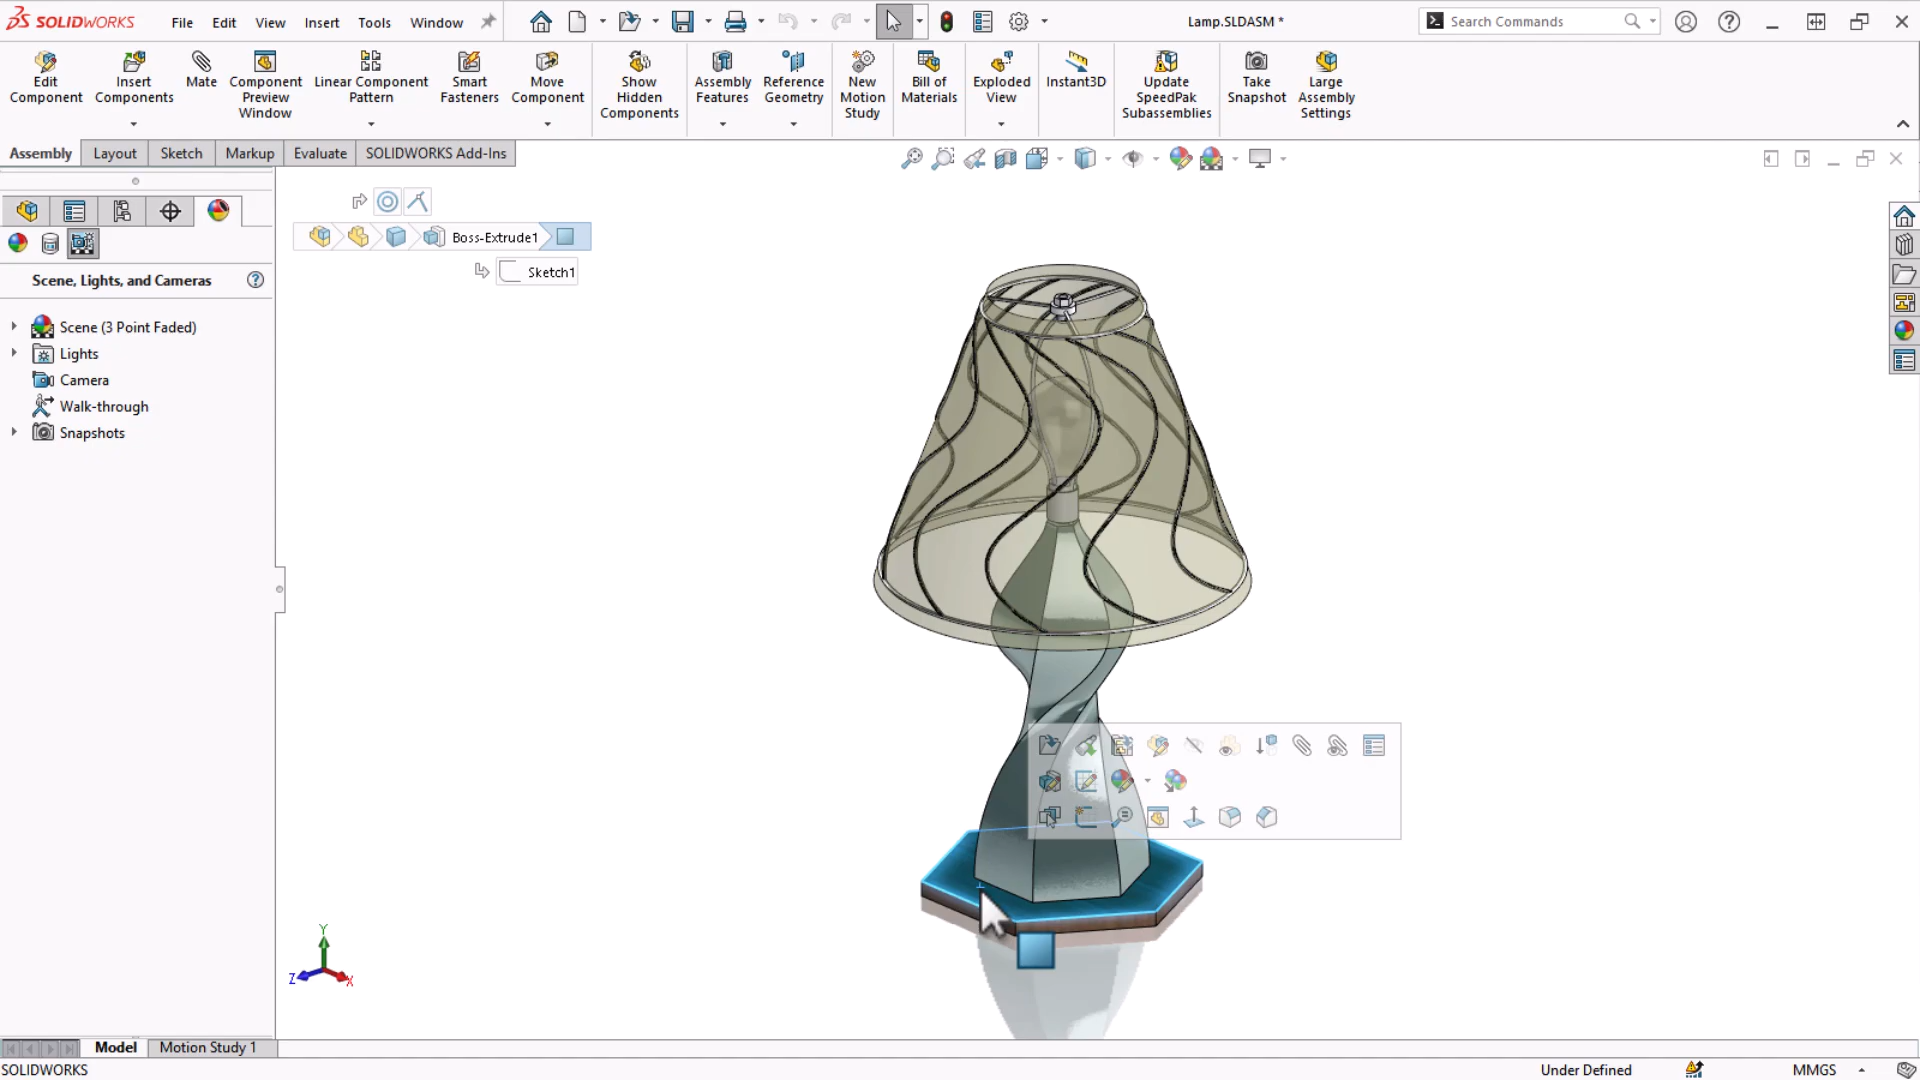 SOLIDWORKS
File Edit View Insert Tools Window
Lamp.SLDASM *
Search Commands
Edit Component
Insert Components
Mate
Component Preview Window
Linear Component Pattern
Smart Fasteners
Move Component
Show Hidden Components
Assembly Features
Reference Geometry
New Motion Study
Bill of Materials
Exploded View
Instant3D
Update SpeedPak Subassemblies
Take Snapshot
Large Assembly Settings
Assembly Layout Sketch Markup Evaluate SOLIDWORKS Add-Ins
Boss-Extrude1
Sketch1
Scene, Lights, and Cameras
Scene (3 Point Faded)
Lights
Camera
Walk-through
Snapshots
Y
Z
X
Model Motion Study 1
SOLIDWORKS
Under Defined
MMGS